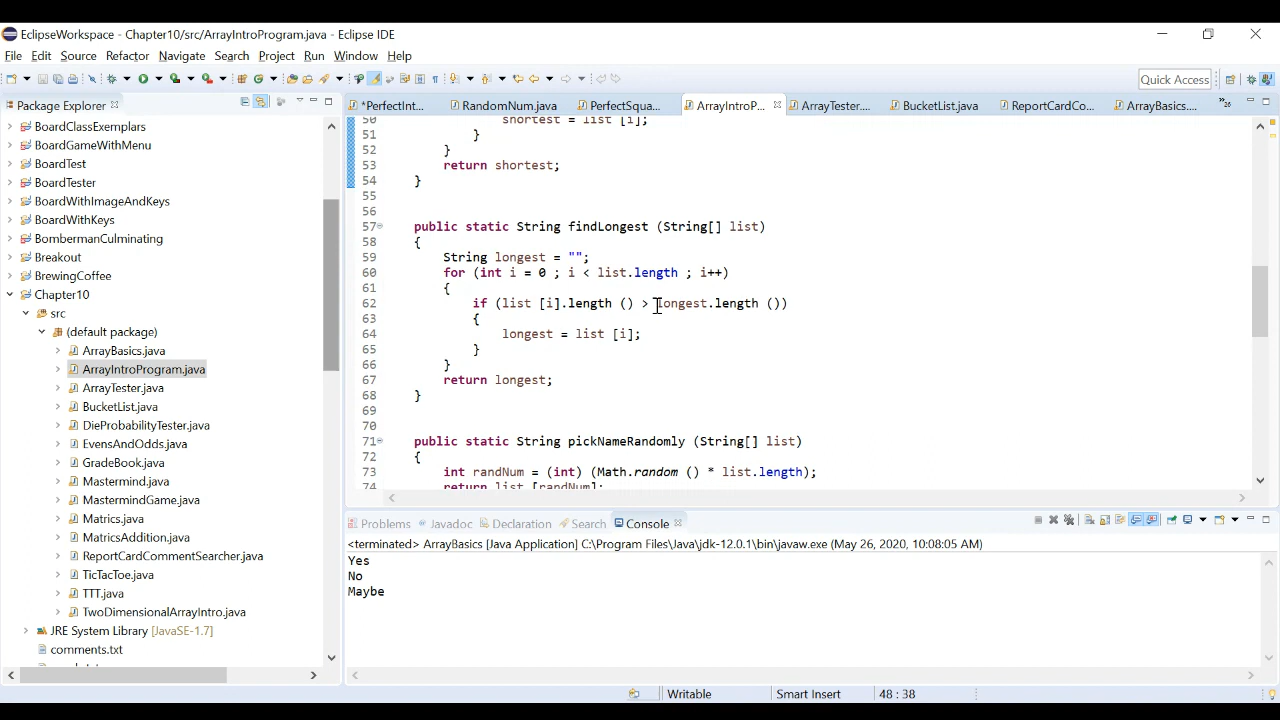 EclipseWorkspace - Chapter10/src/ArrayIntroProgram.java - Eclipse IDE
File Edit Source Refactor Navigate Search Project Run Window Help
Quick Access
Package Explorer
*PerfectInt... RandomNum.java PerfectSqua... ArrayIntroP... ArrayTester.... BucketList.java ReportCardCo... ArrayBasics.... »26
BoardClassExemplars
BoardGameWithMenu
BoardTest
BoardTester
BoardWithImageAndKeys
BoardWithKeys
BombermanCulminating
Breakout
BrewingCoffee
Chapter10
src
(default package)
ArrayBasics.java
ArrayIntroProgram.java
ArrayTester.java
BucketList.java
DieProbabilityTester.java
EvensAndOdds.java
GradeBook.java
Mastermind.java
MastermindGame.java
Matrics.java
MatricsAddition.java
ReportCardCommentSearcher.java
TicTacToe.java
TTT.java
TwoDimensionalArrayIntro.java
JRE System Library [JavaSE-1.7]
comments.txt
50 shortest = list [i];
51 }
52 }
53 return shortest;
54 }
55
56
57 public static String findLongest (String[] list)
58 {
59 String longest = "";
60 for (int i = 0 ; i < list.length ; i++)
61 {
62 if (list [i].length () > longest.length ())
63 {
64 longest = list [i];
65 }
66 }
67 return longest;
68 }
69
70
71 public static String pickNameRandomly (String[] list)
72 {
73 int randNum = (int) (Math.random () * list.length);
74 return list [randNum];
Problems Javadoc Declaration Search Console
<terminated> ArrayBasics [Java Application] C:\Program Files\Java\jdk-12.0.1\bin\javaw.exe (May 26, 2020, 10:08:05 AM)
Yes
No
Maybe
Writable Smart Insert 48 : 38